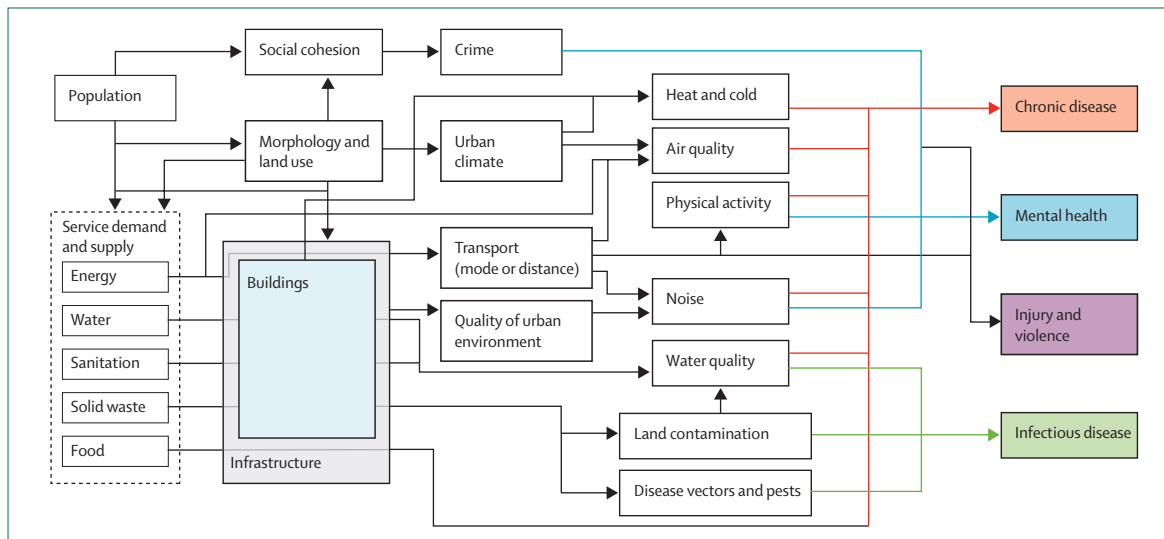 Social cohesion
Crime
Population
Heat and cold
Chronic disease
Morphology and
land use
Urban
climate
Air quality
Physical activity
Mental health
Service demand
and supply
Energy
Water
Sanitation
Solid waste
Food
Buildings
Infrastructure
Transport
(mode or distance)
Quality of urban
environment
Noise
Injury and
violence
Water quality
Land contamination
Infectious disease
Disease vectors and pests